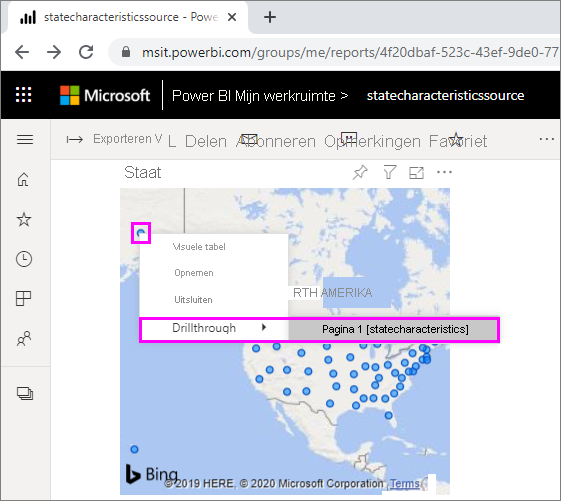 statecharacteristicssource
msit.powerbi.com/groups/me/reports/4f20dbaf-523c-43ef-9de0-77
Microsoft Power BI Mijn werkruimte > statecharacteristicssource
Exporteren V L Delen Abonneren Opmerkingen Favoriet
Staat
Visuele tabel
Opnemen
RTH AMERIKA
Uitsluiten
Drillthrough Pagina 1 [statecharacteristics]
Bing
© 2019 HERE, © 2020 Microsoft Corporation Terms